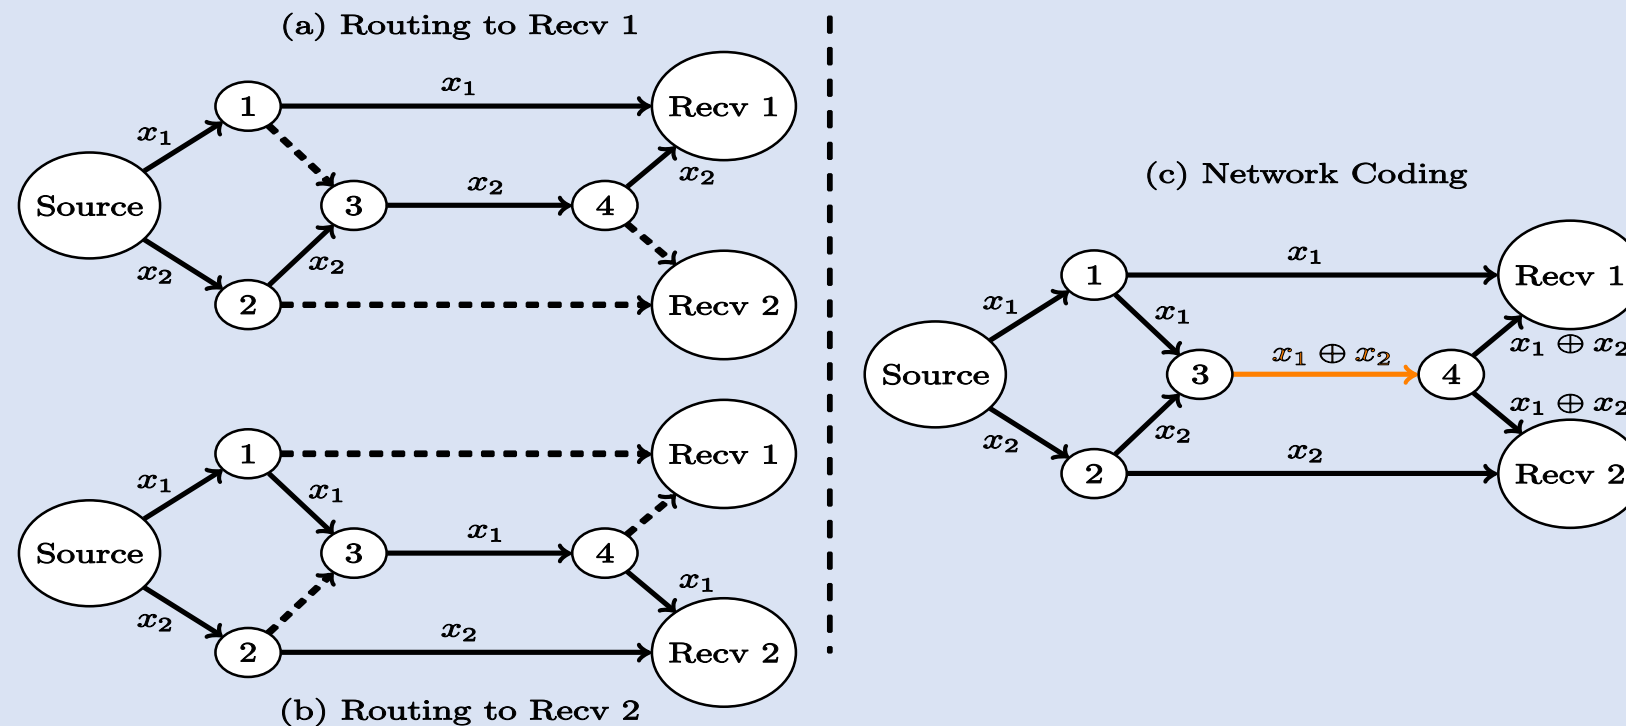 (a) Routing to Recv 1
x₁
1
Recv 1
x₁
x₂
x₂
Source
3
4
x₂
x₂
2
Recv 2
1
Recv 1
x₁
x₁
x₁
Source
3
4
x₁
x₂
x₂
2
Recv 2
(b) Routing to Recv 2
(c) Network Coding
x₁
1
Recv 1
x₁
x₁
x₁ ⊕ x₂
x₁ ⊕ x₂
Source
3
4
x₁ ⊕ x₂
x₂
x₂
x₂
2
Recv 2